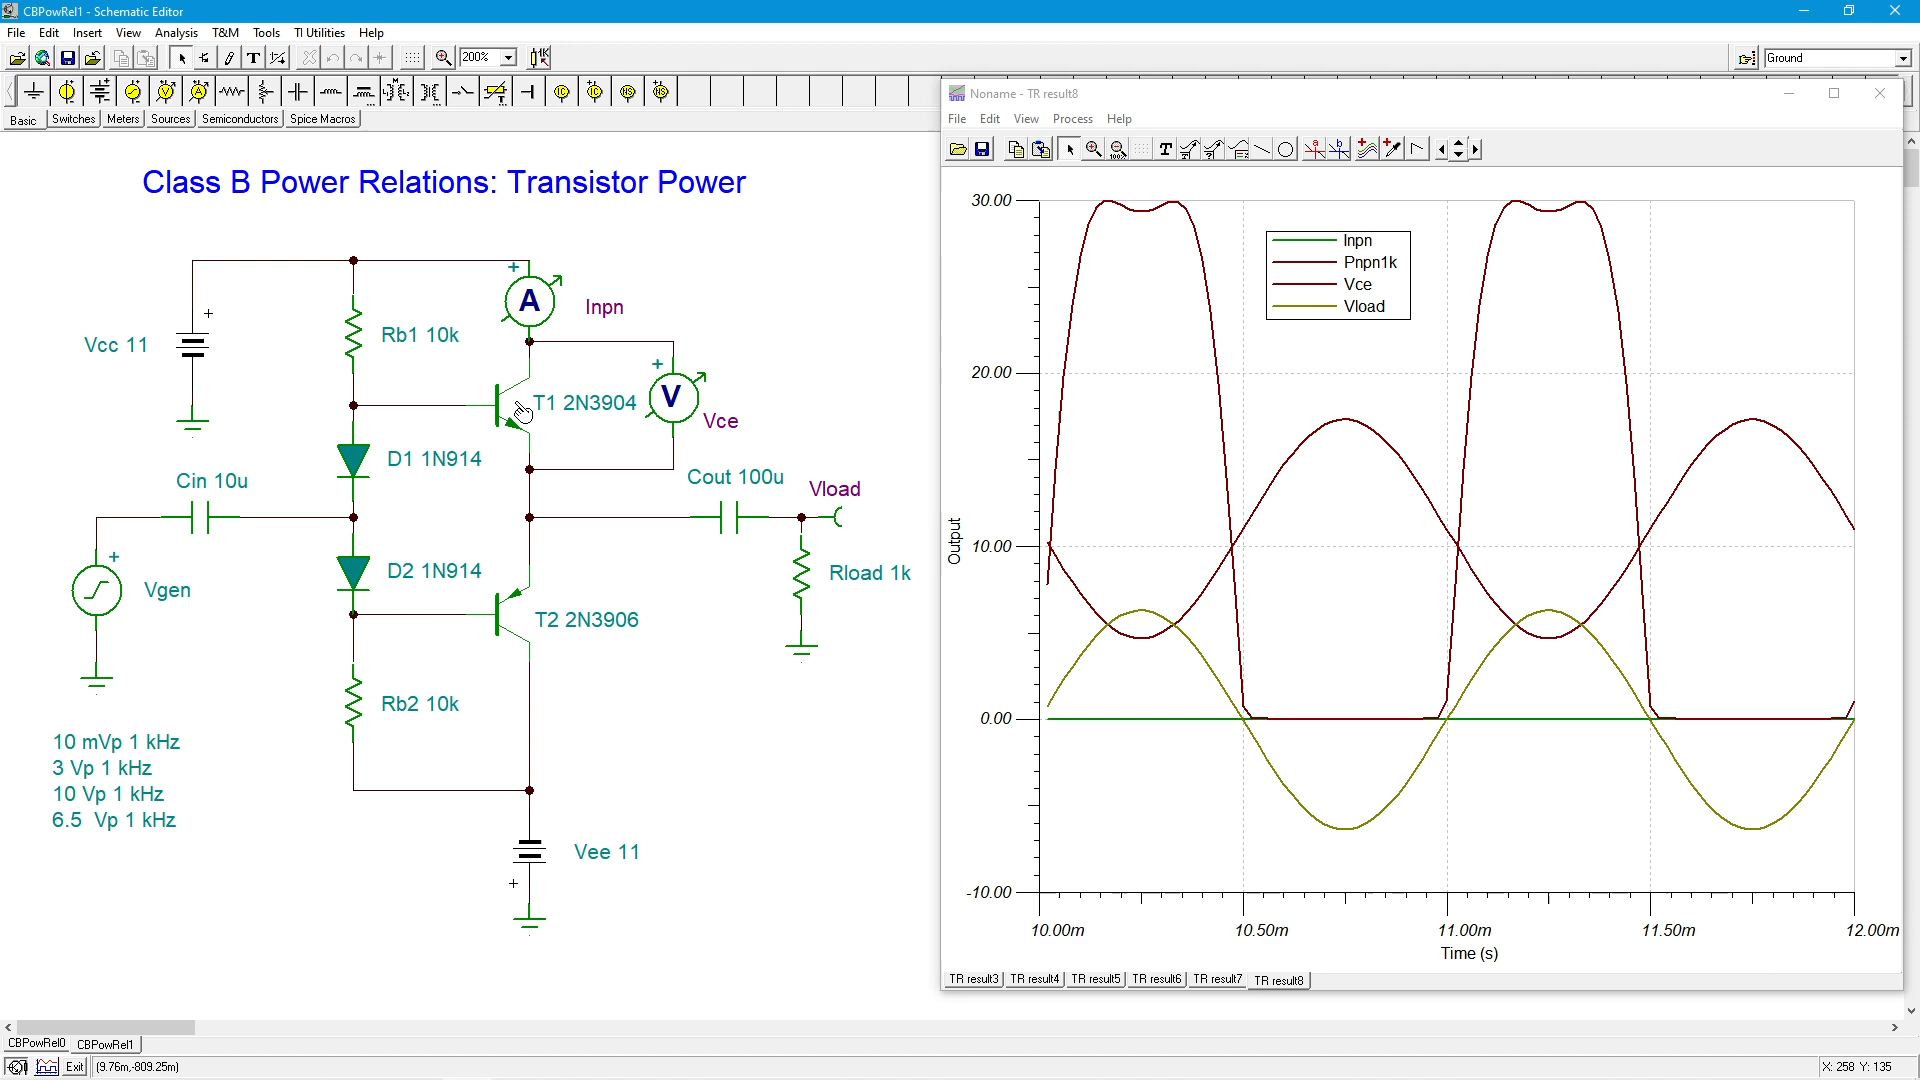 CBPowRel1 - Schematic Editor
File Edit Insert View Analysis T&M Tools TI Utilities Help
200%
Ground
Basic Switches Meters Sources Semiconductors Spice Macros
Class B Power Relations: Transistor Power
+
A
Inpn
+
Vcc 11
Rb1 10k
+
V
T1 2N3904
Vce
D1 1N914
Cin 10u
Cout 100u
Vload
+
Vgen
D2 1N914
Rload 1k
T2 2N3906
Rb2 10k
10 mVp 1 kHz
3 Vp 1 kHz
10 Vp 1 kHz
6.5 Vp 1 kHz
Vee 11
+
Noname - TR result8
File Edit View Process Help
30.00
Inpn
Pnpn1k
Vce
Vload
20.00
Output
10.00
0.00
-10.00
10.00m 10.50m 11.00m 11.50m 12.00m
Time (s)
TR result3 TR result4 TR result5 TR result6 TR result7 TR result8
CBPowRel0 CBPowRel1
Exit (9.76m,-809.25m)
X: 258 Y: 135